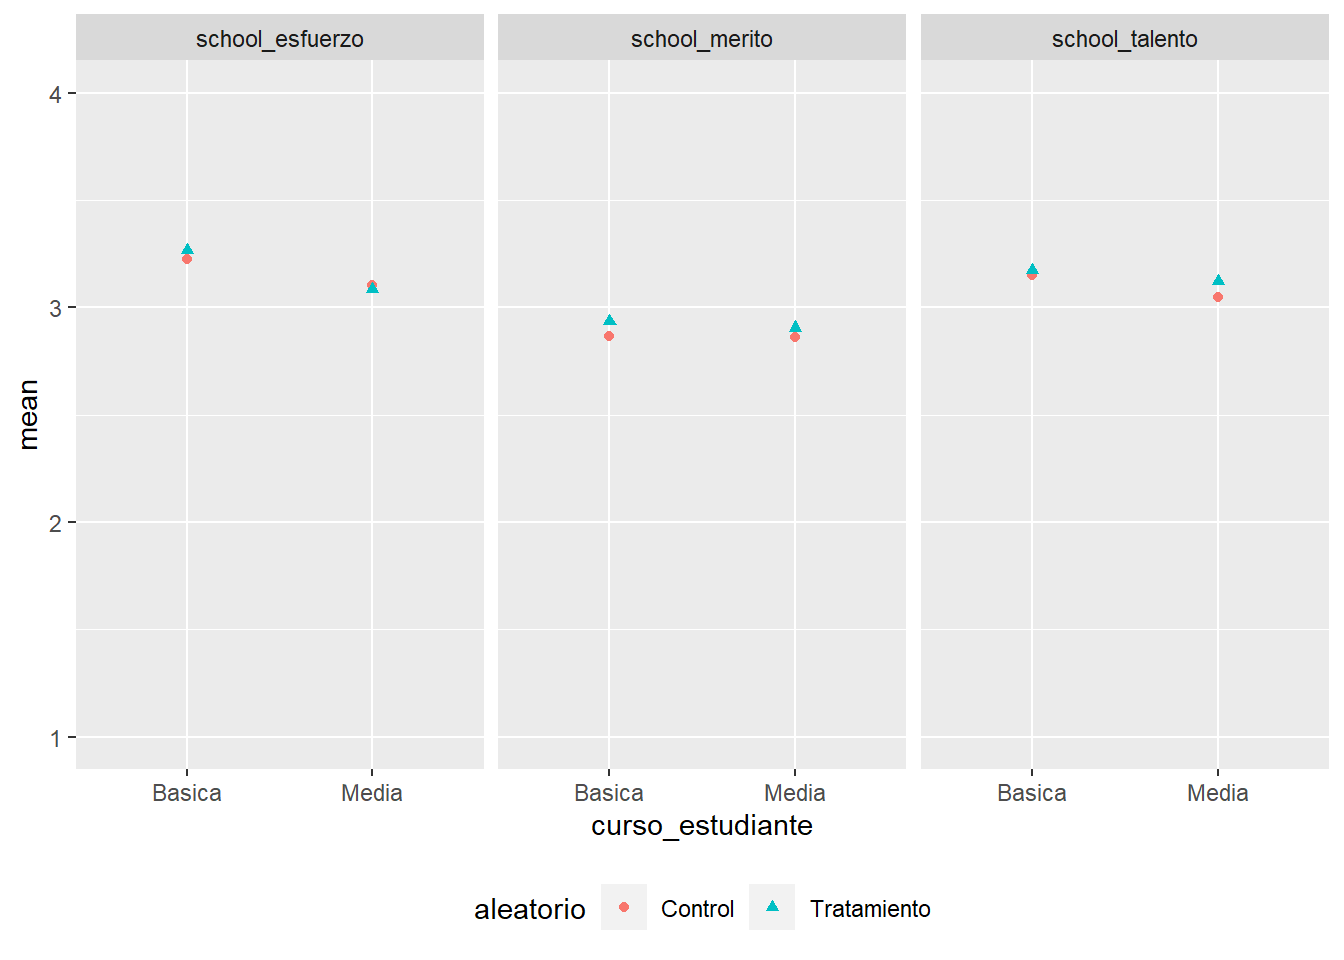 school_esfuerzo school_merito school_talento
4
3
2
1
mean
Basica Media Basica Media Basica Media
curso_estudiante
aleatorio Control Tratamiento